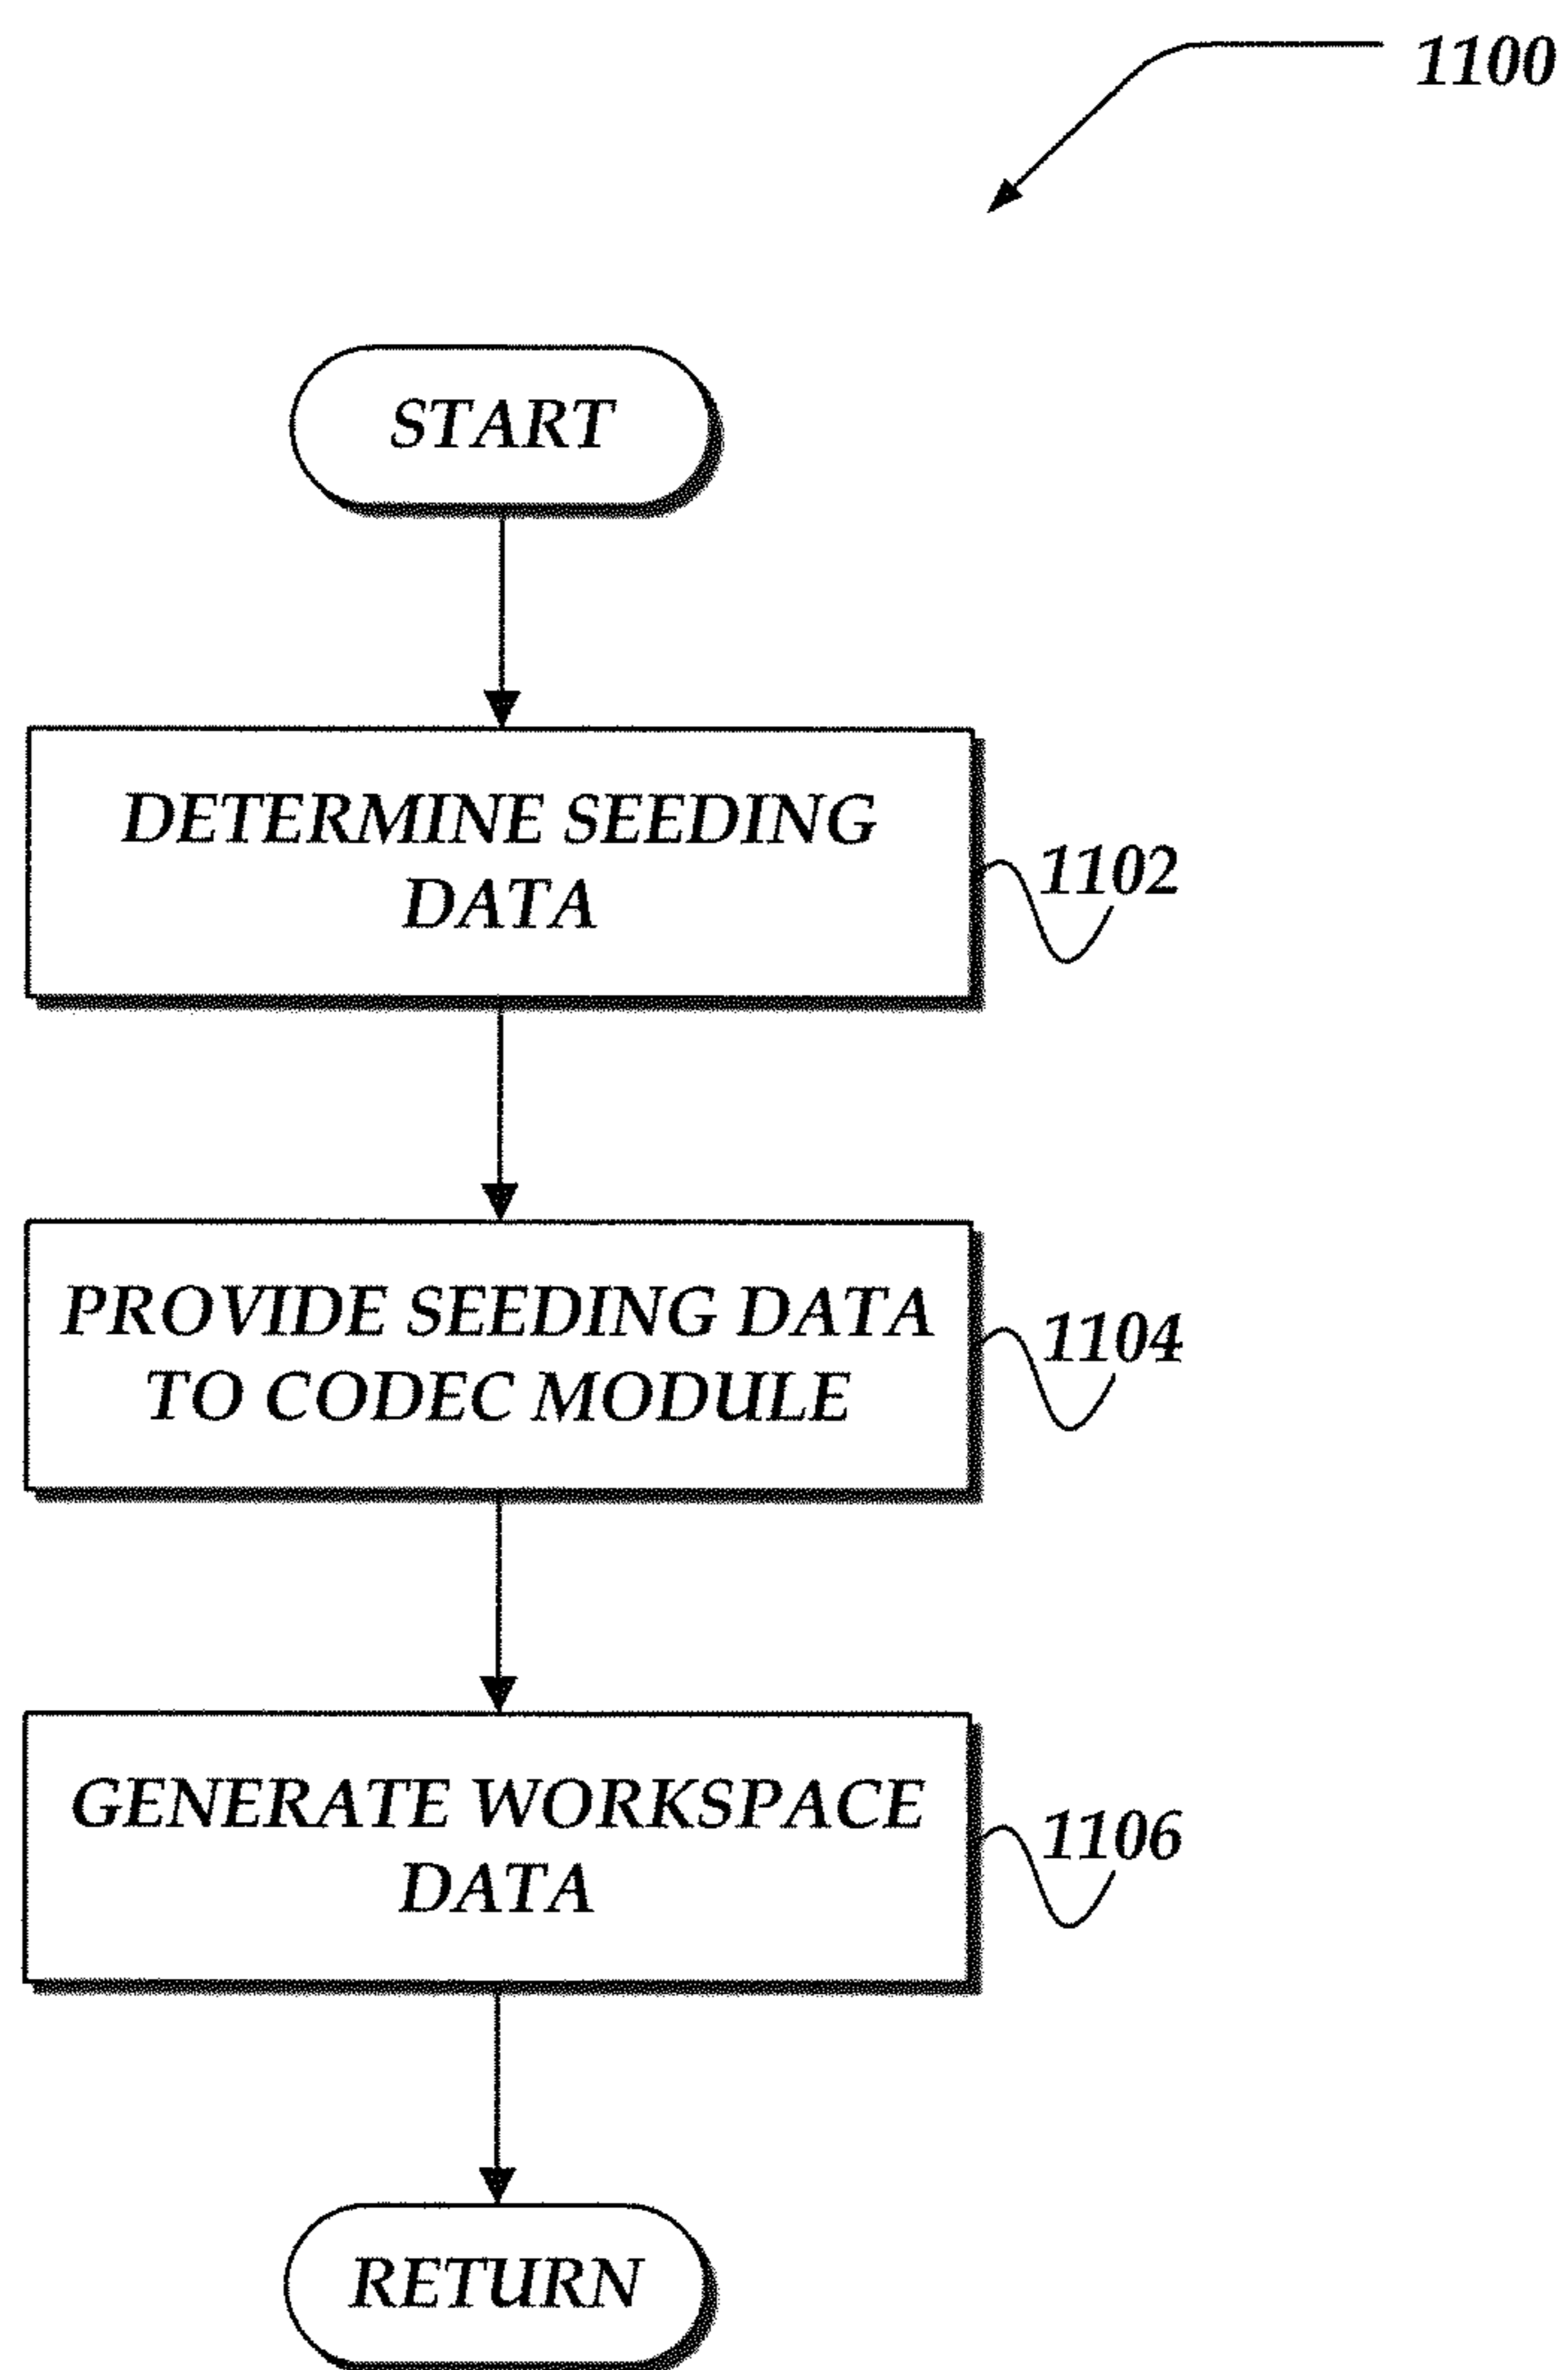 1100
START
DETERMINE SEEDING
DATA
1102
PROVIDE SEEDING DATA
TO CODEC MODULE
1104
GENERATE WORKSPACE
DATA
1106
RETURN